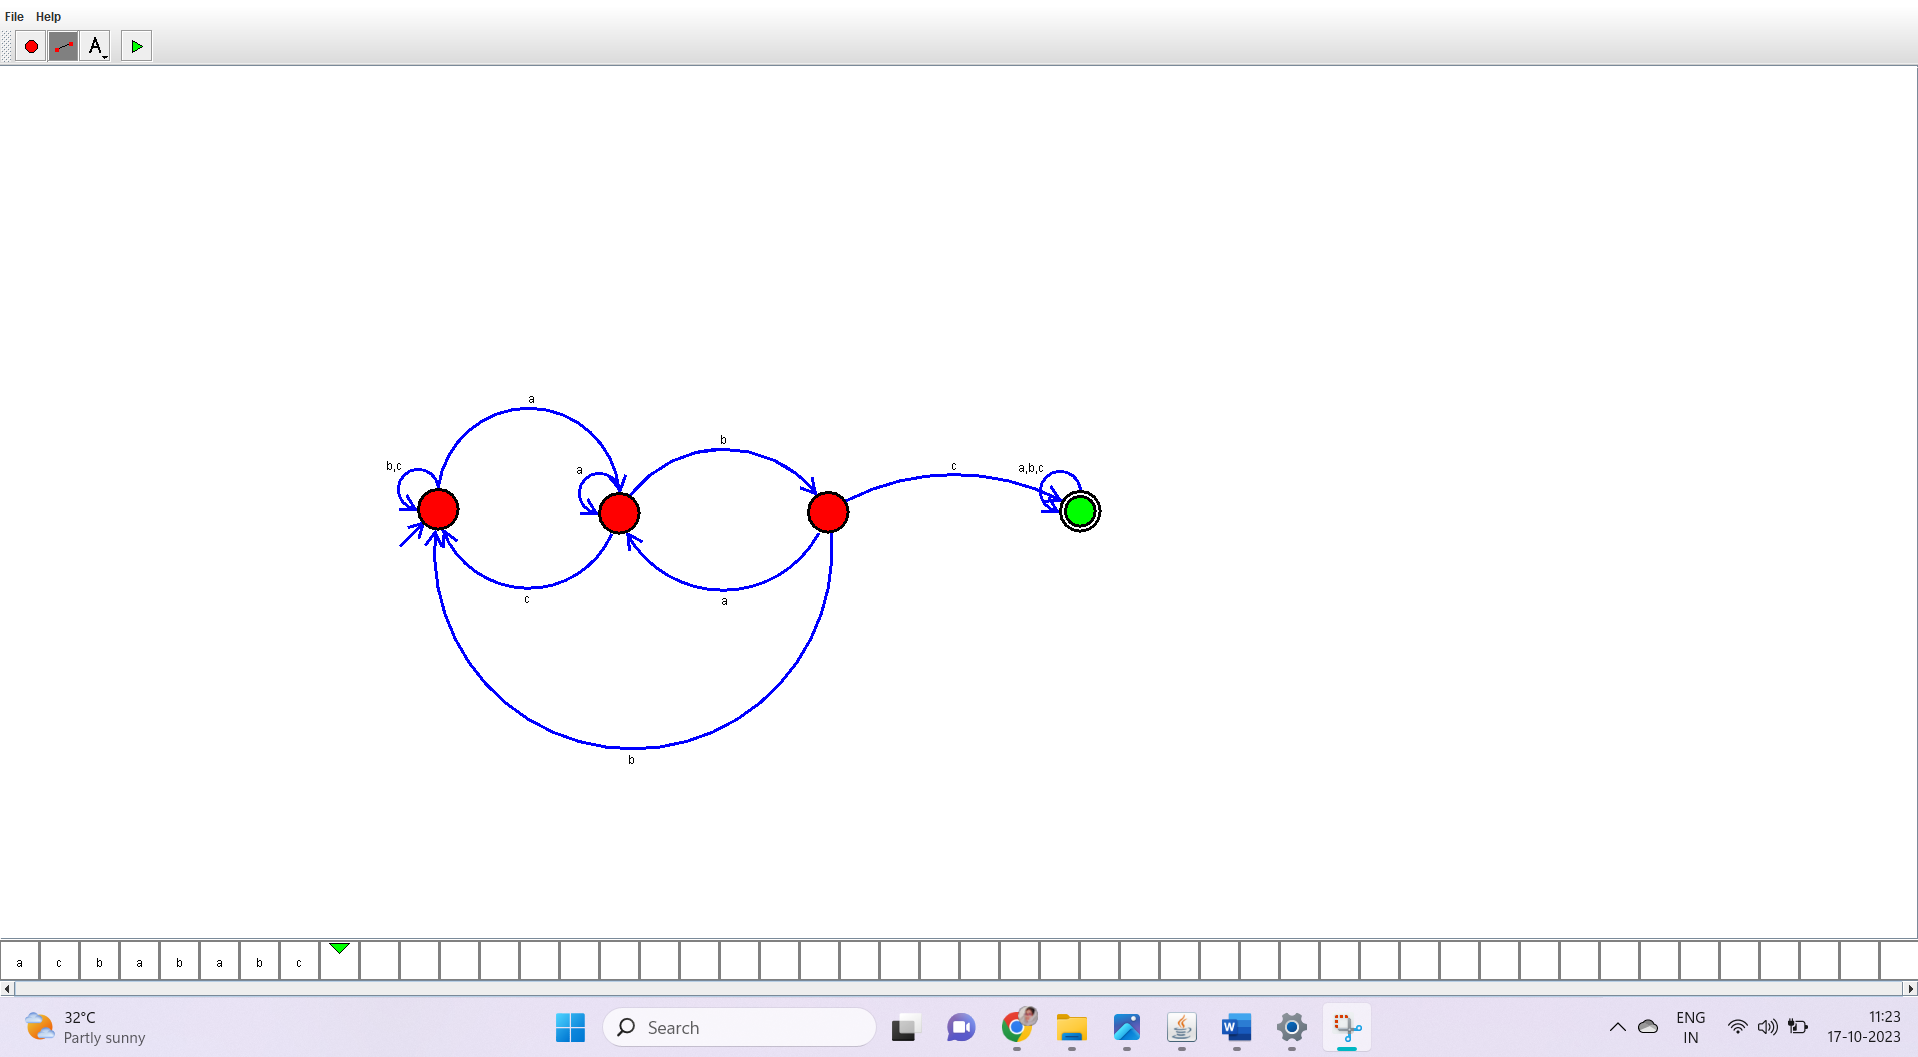 File Help
A
a
b
b,c
a
c
a,b,c
c
a
b
a c b a b a b c
32°C
Partly sunny
Search
ENG
IN
11:23
17-10-2023